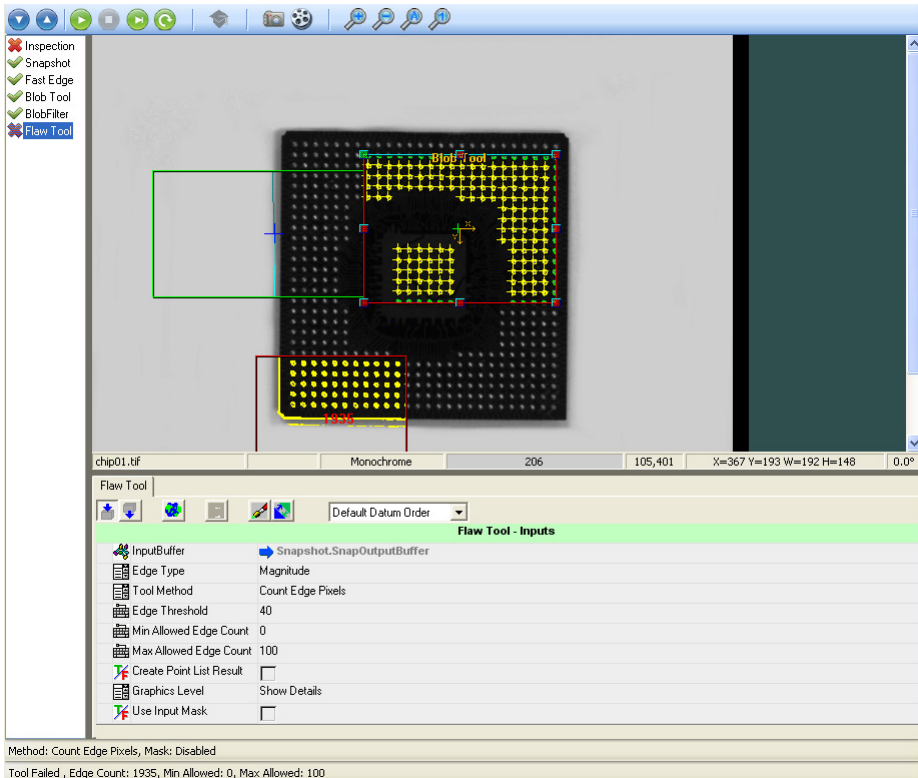 Inspection
Snapshot
Fast Edge
Blob Tool
BlobFilter
Flaw Tool
Blob Tool
X
Y
1935
chip01.tif Monochrome 206 105,401 X=367 Y=193 W=192 H=148 0.0°
Flaw Tool
Default Datum Order
Flaw Tool - Inputs
InputBuffer Snapshot.SnapOutputBuffer
Edge Type Magnitude
Tool Method Count Edge Pixels
Edge Threshold 40
Min Allowed Edge Count 0
Max Allowed Edge Count 100
Create Point List Result
Graphics Level Show Details
Use Input Mask
Method: Count Edge Pixels, Mask: Disabled
Tool Failed , Edge Count: 1935, Min Allowed: 0, Max Allowed: 100